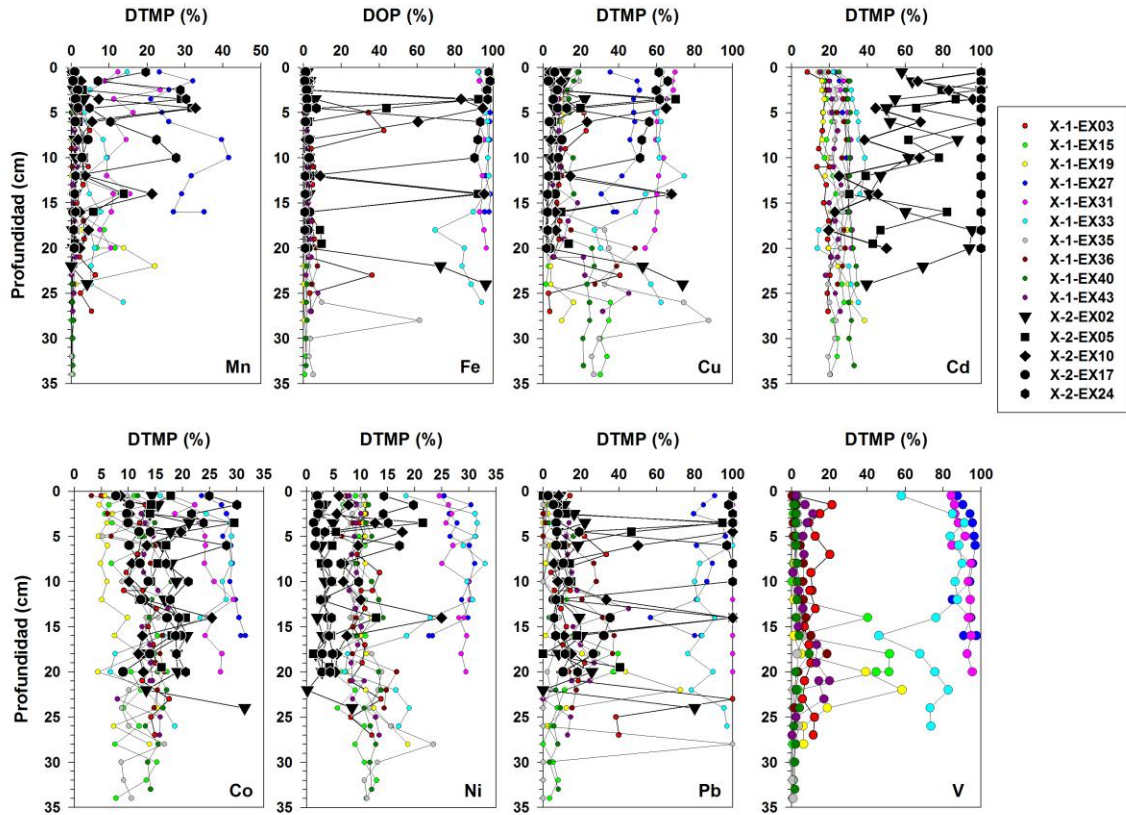 DTMP (%)
DOP (%)
DTMP (%)
DTMP (%)
0 10 20 30 40 50
0 20 40 60 80 100
0 20 40 60 80 100
0 20 40 60 80 100
Profundidad (cm)
0
5
10
15
20
25
30
35
Mn
Fe
Cu
Cd
X-1-EX03
X-1-EX15
X-1-EX19
X-1-EX27
X-1-EX31
X-1-EX33
X-1-EX35
X-1-EX36
X-1-EX40
X-1-EX43
X-2-EX02
X-2-EX05
X-2-EX10
X-2-EX17
X-2-EX24
DTMP (%)
DTMP (%)
DTMP (%)
DTMP (%)
0 5 10 15 20 25 30 35
0 5 10 15 20 25 30 35
0 20 40 60 80 100
0 20 40 60 80 100
Profundidad (cm)
0
5
10
15
20
25
30
35
Co
Ni
Pb
V